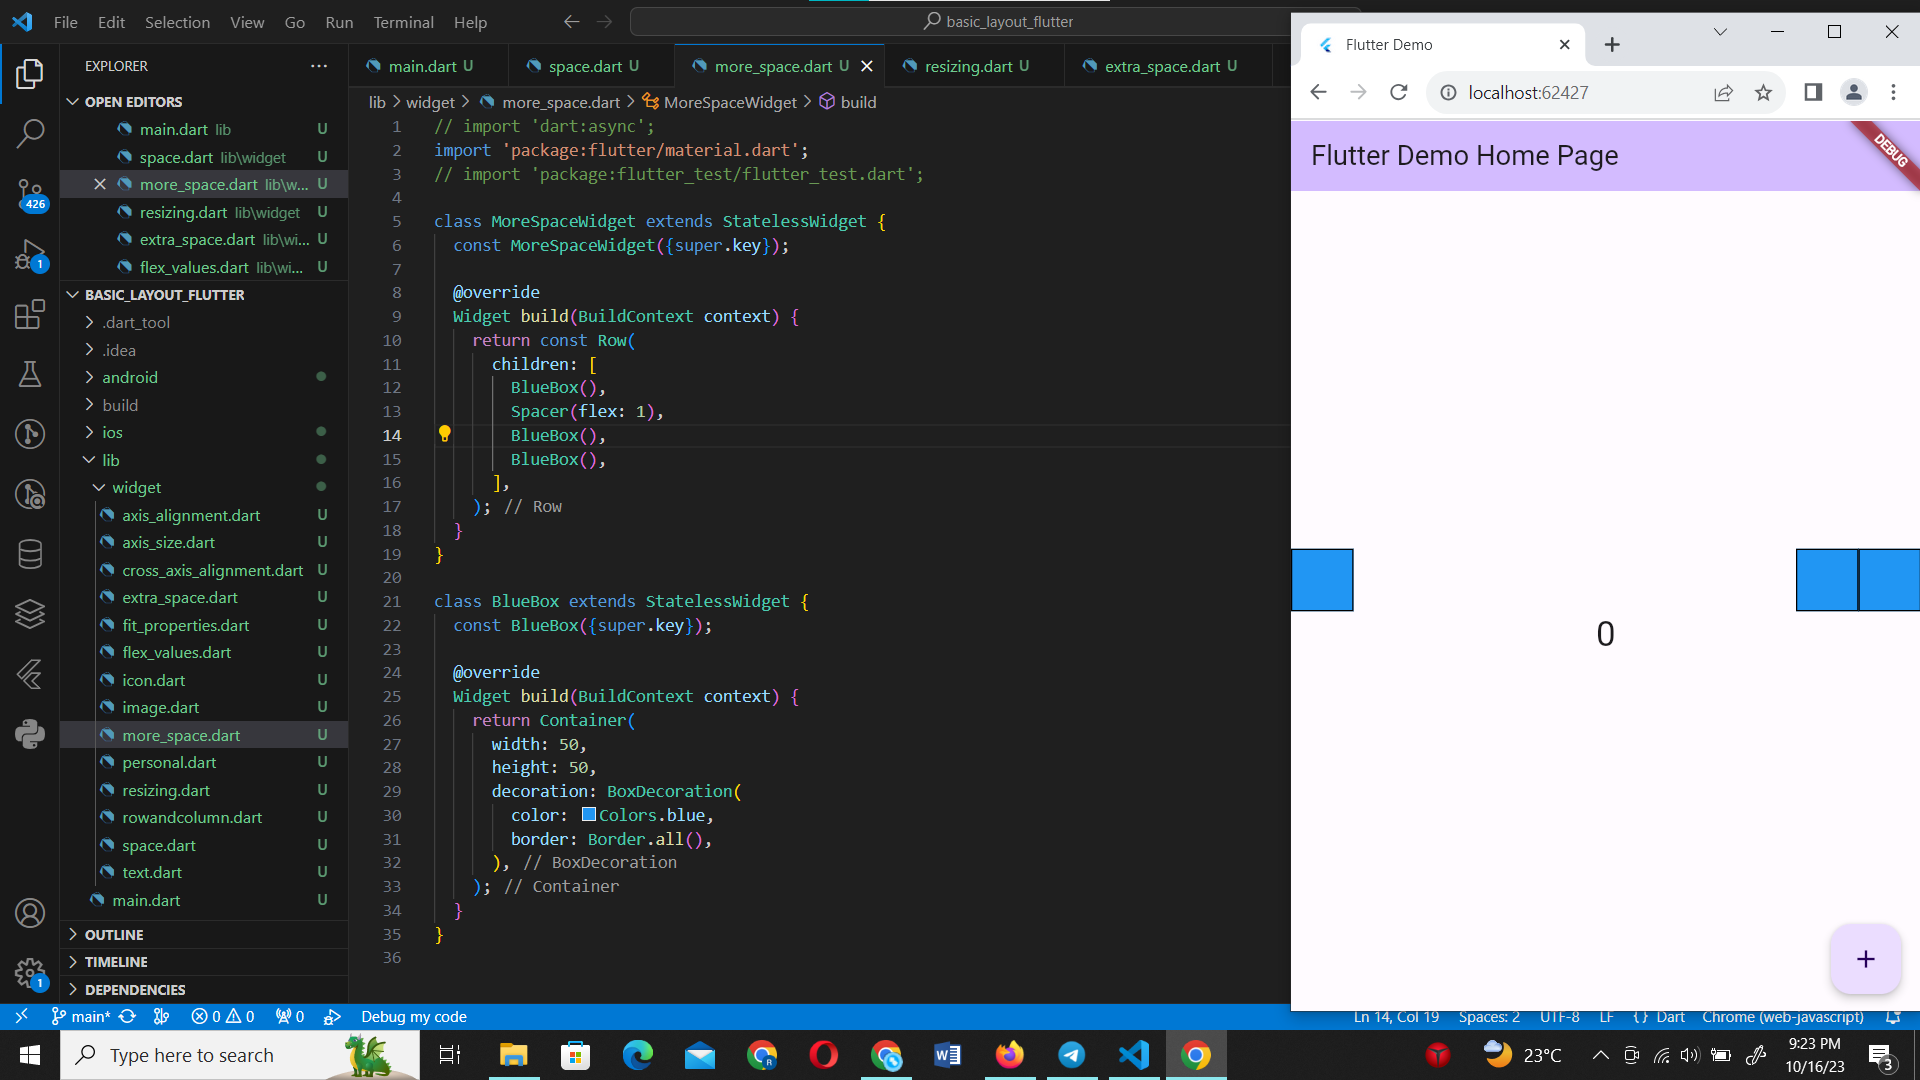 File Edit Selection View Go Run Terminal Help
basic_layout_flutter
EXPLORER
OPEN EDITORS
main.dart lib U
space.dart lib\widget U
more_space.dart lib\w... U
resizing.dart lib\widget U
extra_space.dart lib\wi... U
flex_values.dart lib\wi... U
BASIC_LAYOUT_FLUTTER
.dart_tool
.idea
android
build
ios
lib
widget
axis_alignment.dart U
axis_size.dart U
cross_axis_alignment.dart U
extra_space.dart U
fit_properties.dart U
flex_values.dart U
icon.dart U
image.dart U
more_space.dart U
personal.dart U
resizing.dart U
rowandcolumn.dart U
space.dart U
text.dart U
main.dart U
OUTLINE
TIMELINE
DEPENDENCIES
426
1
1
main.dart U space.dart U more_space.dart U resizing.dart U extra_space.dart U
lib > widget > more_space.dart > MoreSpaceWidget > build
1 // import 'dart:async';
2 import 'package:flutter/material.dart';
3 // import 'package:flutter_test/flutter_test.dart';
4
5 class MoreSpaceWidget extends StatelessWidget {
6 const MoreSpaceWidget({super.key});
7
8 @override
9 Widget build(BuildContext context) {
10 return const Row(
11 children: [
12 BlueBox(),
13 Spacer(flex: 1),
14 BlueBox(),
15 BlueBox(),
16 ],
17 ); // Row
18 }
19 }
20
21 class BlueBox extends StatelessWidget {
22 const BlueBox({super.key});
23
24 @override
25 Widget build(BuildContext context) {
26 return Container(
27 width: 50,
28 height: 50,
29 decoration: BoxDecoration(
30 color: Colors.blue,
31 border: Border.all(),
32 ), // BoxDecoration
33 ); // Container
34 }
35 }
36
Flutter Demo
localhost:62427
Flutter Demo Home Page
DEBUG
0
+
main* 0 0 0 Debug my code
Ln 14, Col 19 Spaces: 2 UTF-8 LF {} Dart Chrome (web-javascript)
Type here to search
23°C
9:23 PM
10/16/23
3